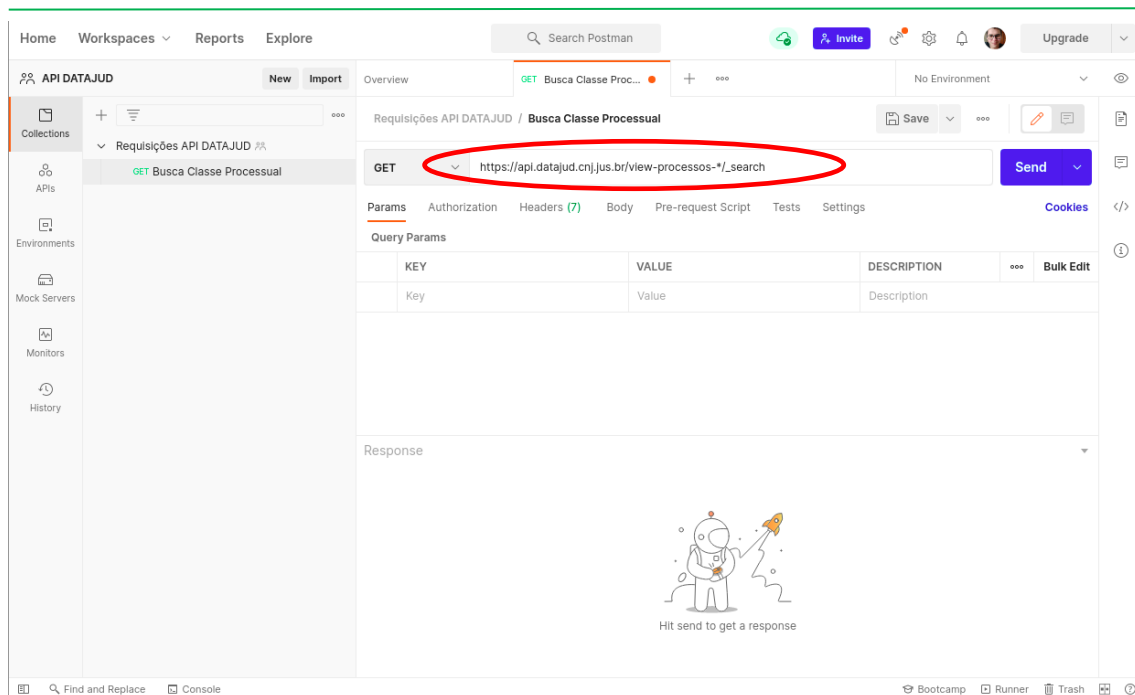 Home Workspaces Reports Explore Search Postman Invite Upgrade
API DATAJUD New Import Overview GET Busca Classe Proc... No Environment
Collections
APIs
Environments
Mock Servers
Monitors
History
Requisições API DATAJUD
GET Busca Classe Processual
Requisições API DATAJUD / Busca Classe Processual Save
GET https://api.datajud.cnj.jus.br/view-processos-*/_search Send
Params Authorization Headers (7) Body Pre-request Script Tests Settings Cookies
Query Params
KEY VALUE DESCRIPTION Bulk Edit
Key Value Description
Response
Hit send to get a response
Find and Replace Console Bootcamp Runner Trash